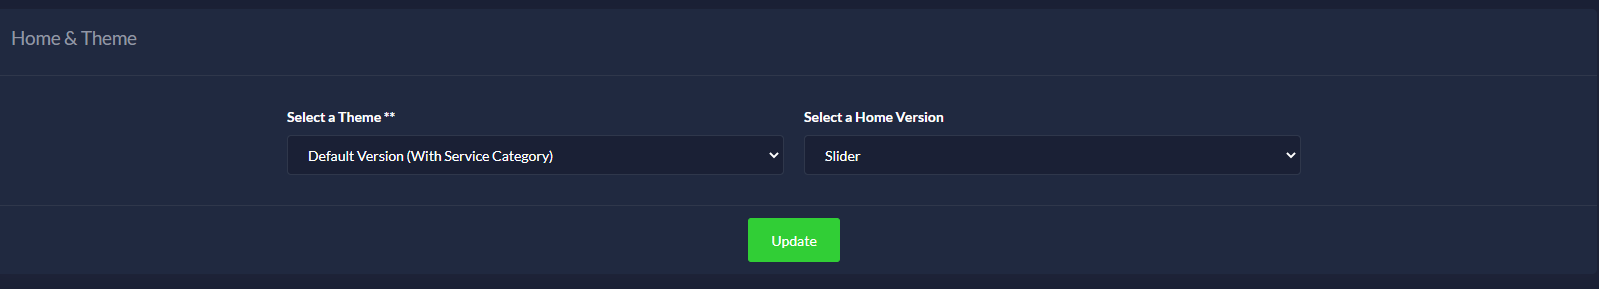 Home & Theme
Select a Theme **
Select a Home Version
Default Version (With Service Category)
Slider
Update